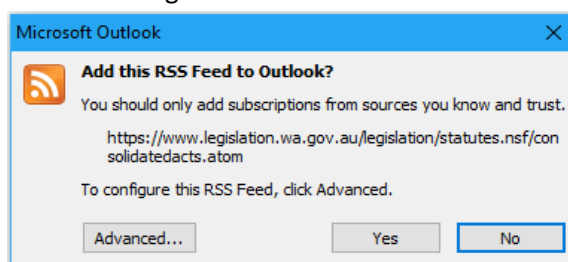 Microsoft Outlook
Add this RSS Feed to Outlook?
You should only add subscriptions from sources you know and trust.
https://www.legislation.wa.gov.au/legislation/statutes.nsf/con
solidatedacts.atom
To configure this RSS Feed, click Advanced.
Advanced... Yes No